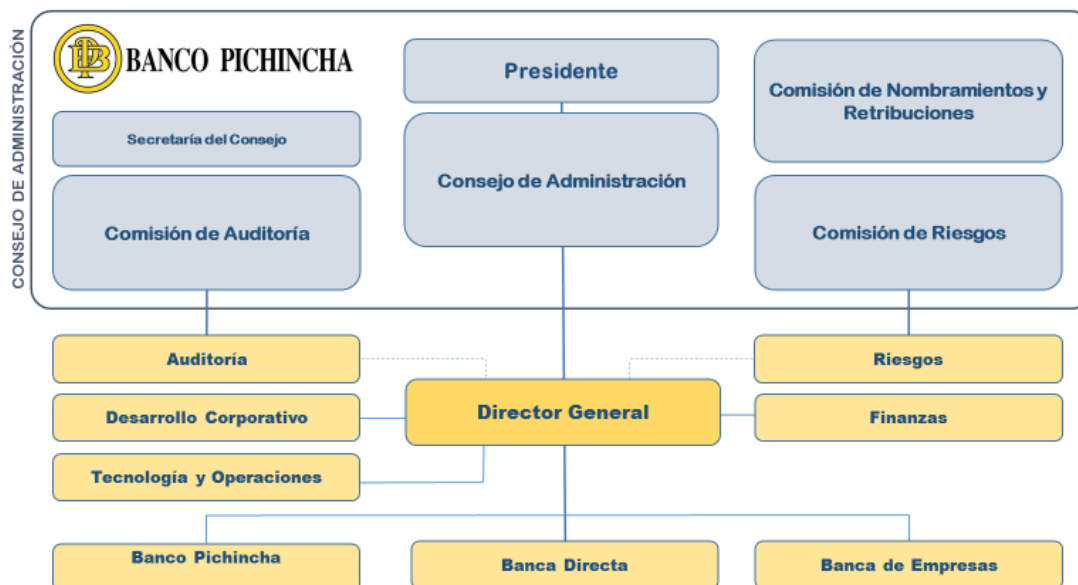 CONSEJO DE ADMINISTRACIÓN
BANCO PICHINCHA
Presidente
Comisión de Nombramientos y
Retribuciones
Secretaría del Consejo
Consejo de Administración
Comisión de Auditoría
Comisión de Riesgos
Auditoría
Riesgos
Director General
Desarrollo Corporativo
Finanzas
Tecnología y Operaciones
Banco Pichincha
Banca Directa
Banca de Empresas